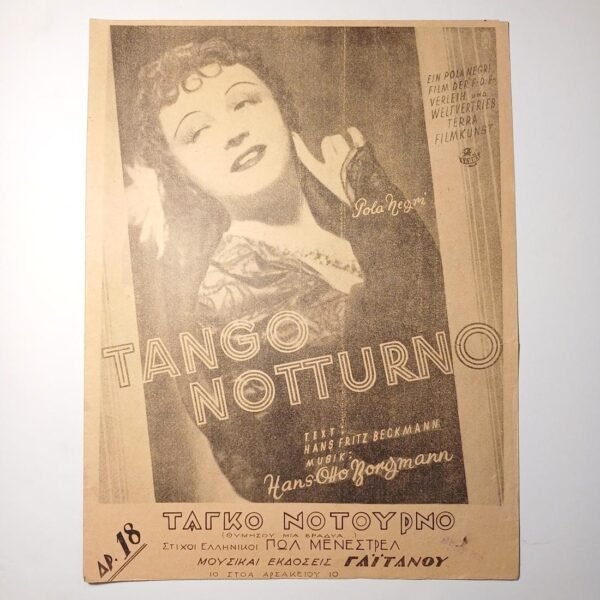 EIN POLA NEGRI
FILM DER F·D·F·
VERLEIH und
WELTVERTRIEB
TERRA
FILMKUNST
Pola Negri
TANGO
NOTTURNO
TEXT:
HANS FRITZ BECKMANN
MUSIK:
Hans-Otto Borgmann
ΤΑΓΚΟ ΝΟΤΟΥΡΝΟ
(ΘΥΜΗΣΟΥ ΜΙΑ ΒΡΑΔΥΑ...)
ΣΤΙΧΟΙ ΕΛΛΗΝΙΚΟΙ ΠΩΛ ΜΕΝΕΣΤΡΕΛ
ΔΡ. 18
ΜΟΥΣΙΚΑΙ ΕΚΔΟΣΕΙΣ ΓΑΪΤΑΝΟΥ
10 ΣΤΟΑ ΑΡΣΑΚΕΙΟΥ 10